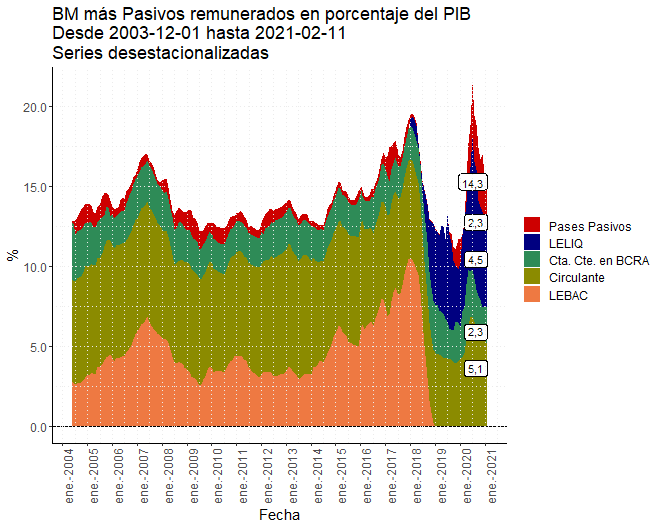 BM más Pasivos remunerados en porcentaje del PIB
Desde 2003-12-01 hasta 2021-02-11
Series desestacionalizadas
%
20.0
15.0
10.0
5.0
0.0
14,3
2,3
4,5
2,3
5,1
Pases Pasivos
LELIQ
Cta. Cte. en BCRA
Circulante
LEBAC
ene.-2004
ene.-2005
ene.-2006
ene.-2007
ene.-2008
ene.-2009
ene.-2010
ene.-2011
ene.-2012
ene.-2013
ene.-2014
ene.-2015
ene.-2016
ene.-2017
ene.-2018
ene.-2019
ene.-2020
ene.-2021
Fecha